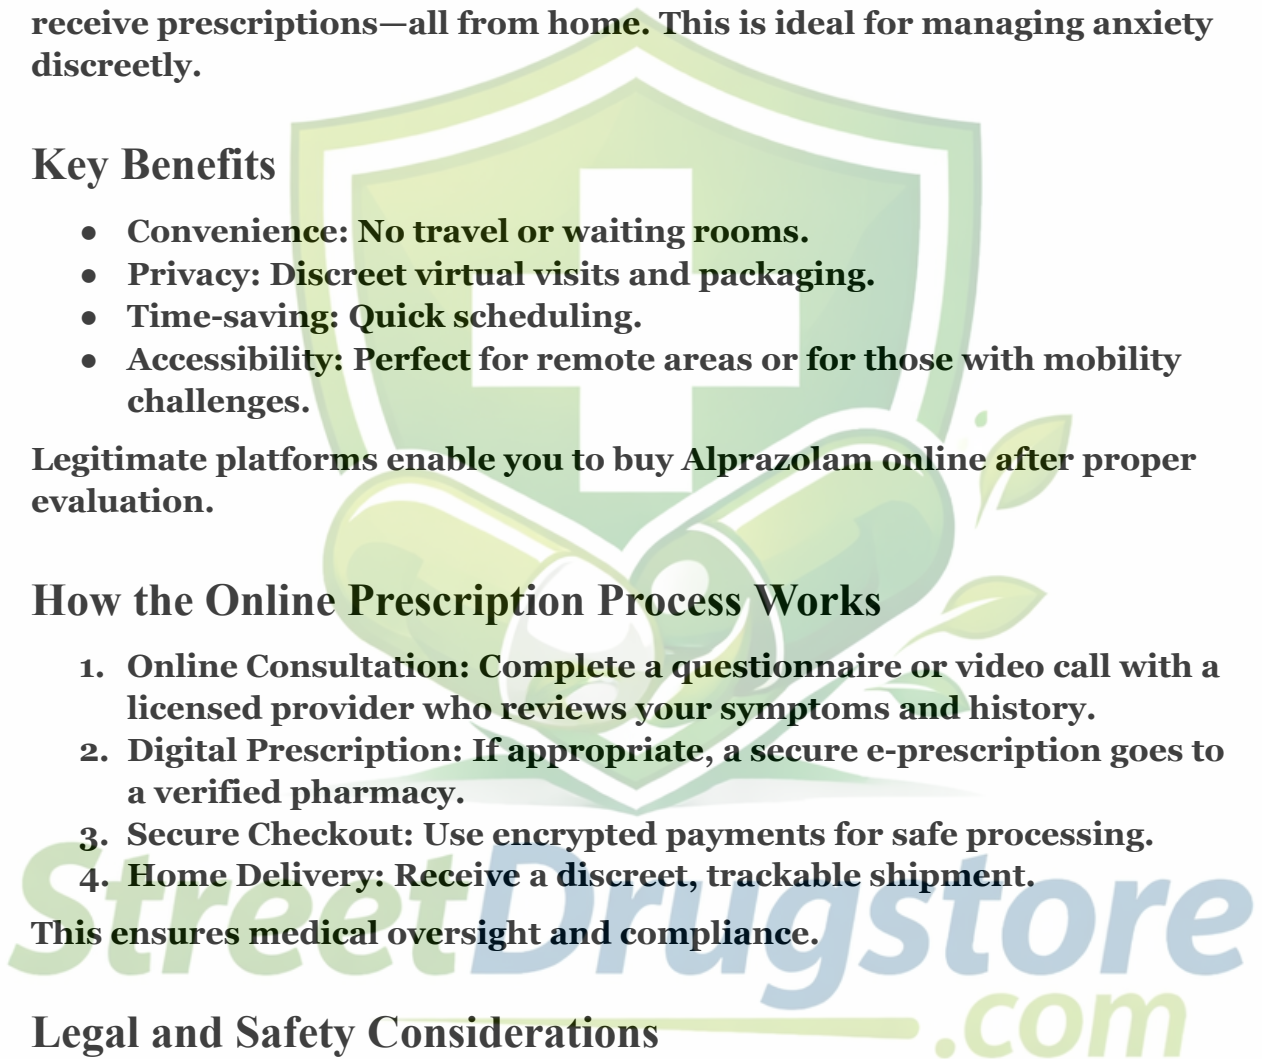 receive prescriptions—all from home. This is ideal for managing anxiety
discreetly.
Key Benefits
● Convenience: No travel or waiting rooms.
● Privacy: Discreet virtual visits and packaging.
● Time-saving: Quick scheduling.
● Accessibility: Perfect for remote areas or for those with mobility
challenges.
Legitimate platforms enable you to buy Alprazolam online after proper
evaluation.
How the Online Prescription Process Works
1. Online Consultation: Complete a questionnaire or video call with a
licensed provider who reviews your symptoms and history.
2. Digital Prescription: If appropriate, a secure e-prescription goes to
a verified pharmacy.
3. Secure Checkout: Use encrypted payments for safe processing.
4. Home Delivery: Receive a discreet, trackable shipment.
This ensures medical oversight and compliance.
StreetDrugstore
.com
Legal and Safety Considerations